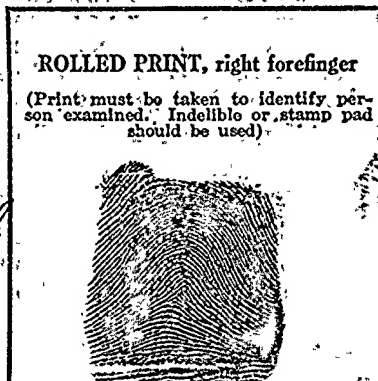 ROLLED PRINT, right forefinger
(Print must be taken to identify per-
son examined. Indelible or stamp pad
should be used)